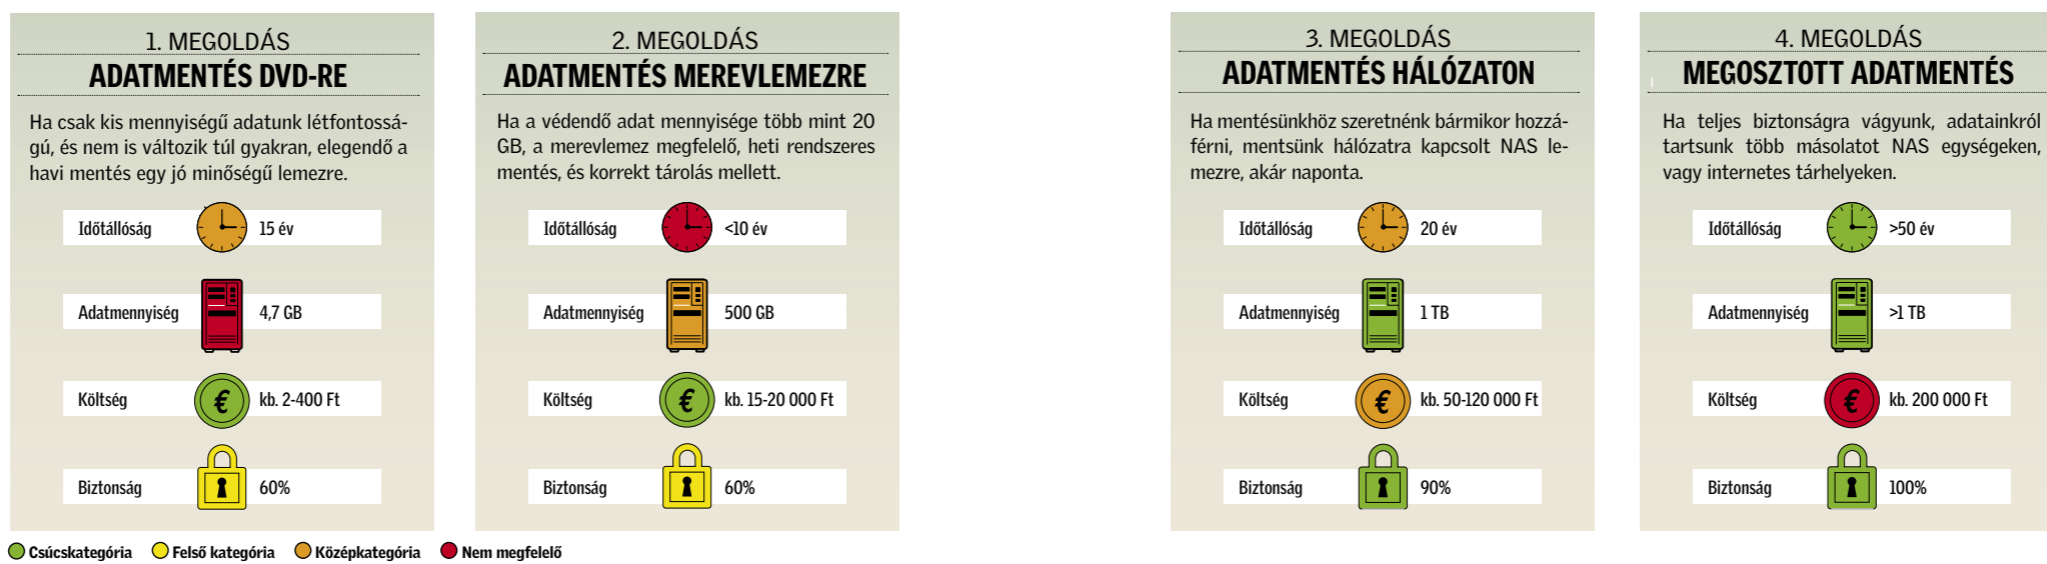 1. MEGOLDÁS
ADATMENTÉS DVD-RE
Ha csak kis mennyiségű adatunk létfontossá-
gú, és nem is változik túl gyakran, elegendő a
havi mentés egy jó minőségű lemezre.
Időtállóság 15 év
Adatmennyiség 4,7 GB
Költség € kb. 2-400 Ft
Biztonság 60%
2. MEGOLDÁS
ADATMENTÉS MEREVLEMEZRE
Ha a védendő adat mennyisége több mint 20
GB, a merevlemez megfelelő, heti rendszeres
mentés, és korrekt tárolás mellett.
Időtállóság <10 év
Adatmennyiség 500 GB
Költség € kb. 15-20 000 Ft
Biztonság 60%
3. MEGOLDÁS
ADATMENTÉS HÁLÓZATON
Ha mentésünkhöz szeretnénk bármikor hozzá-
férni, mentsünk hálózatra kapcsolt NAS le-
mezre, akár naponta.
Időtállóság 20 év
Adatmennyiség 1 TB
Költség € kb. 50-120 000 Ft
Biztonság 90%
4. MEGOLDÁS
MEGOSZTOTT ADATMENTÉS
Ha teljes biztonságra vágyunk, adatainkról
tartsunk több másolatot NAS egységeken,
vagy internetes tárhelyeken.
Időtállóság >50 év
Adatmennyiség >1 TB
Költség € kb. 200 000 Ft
Biztonság 100%
Csúcskategória Felső kategória Középkategória Nem megfelelő